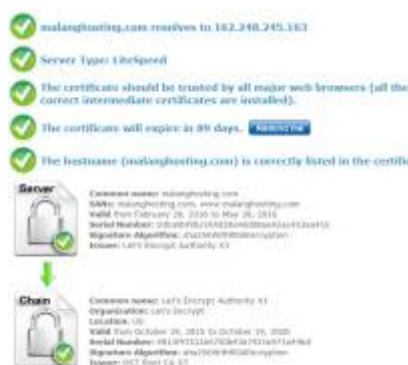 malanghosting.com resolves to 162.248.245.163
Server Type: LiteSpeed
The certificate should be trusted by all major web browsers (all the
correct intermediate certificates are installed).
The certificate will expire in 89 days. Remind me
The hostname (malanghosting.com) is correctly listed in the certific
Server
Common name: malanghosting.com
SANs: malanghosting.com, www.malanghosting.com
Valid from February 28, 2016 to May 28, 2016
Serial Number:
Signature Algorithm: sha256WithRSAEncryption
Issuer: Let's Encrypt Authority X1
Chain
Common name: Let's Encrypt Authority X1
Organization: Let's Encrypt
Location: US
Valid from October 19, 2015 to October 19, 2020
Serial Number:
Signature Algorithm: sha256WithRSAEncryption
Issuer: DST Root CA X3